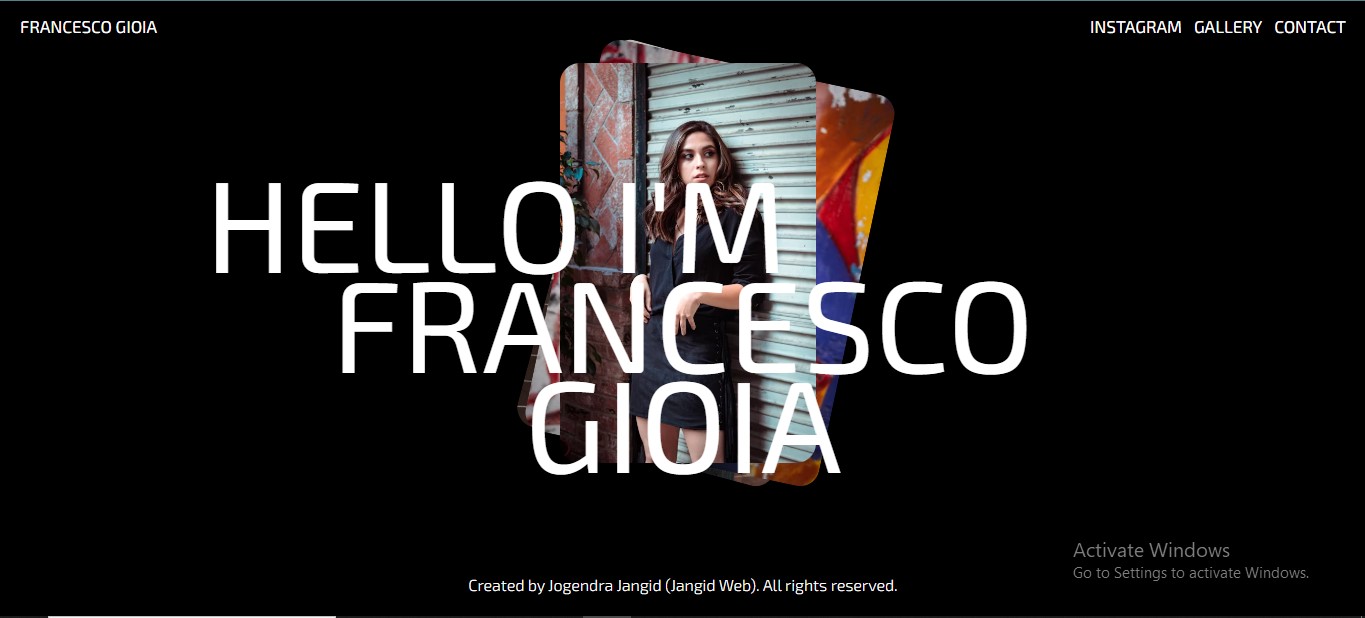 FRANCESCO GIOIA
INSTAGRAM GALLERY CONTACT
HELLO I'M
FRANCESCO
GIOIA
Activate Windows
Go to Settings to activate Windows.
Created by Jogendra Jangid (Jangid Web). All rights reserved.